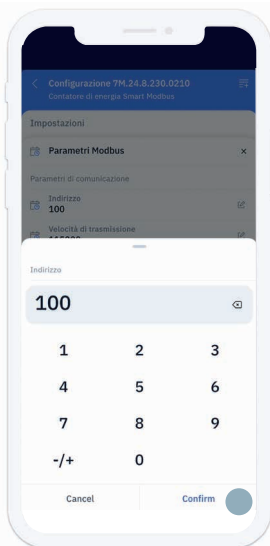 Configurazione 7M.24.8.230.0210
Contatore di energia Smart Modbus
Impostazioni
Parametri Modbus
Parametri di comunicazione
Indirizzo
100
Velocità di trasmissione
Indirizzo
100
1 2 3
4 5 6
7 8 9
-/+ 0
Cancel Confirm